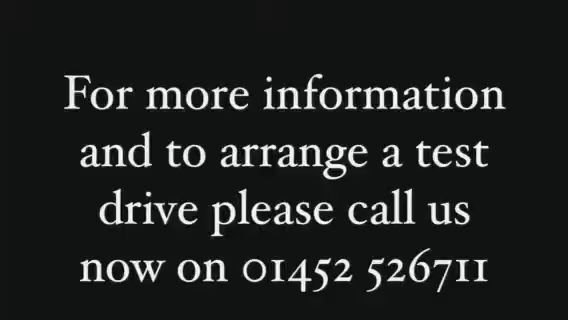 For more information
and to arrange a test
drive please call us
now on 01452 526711